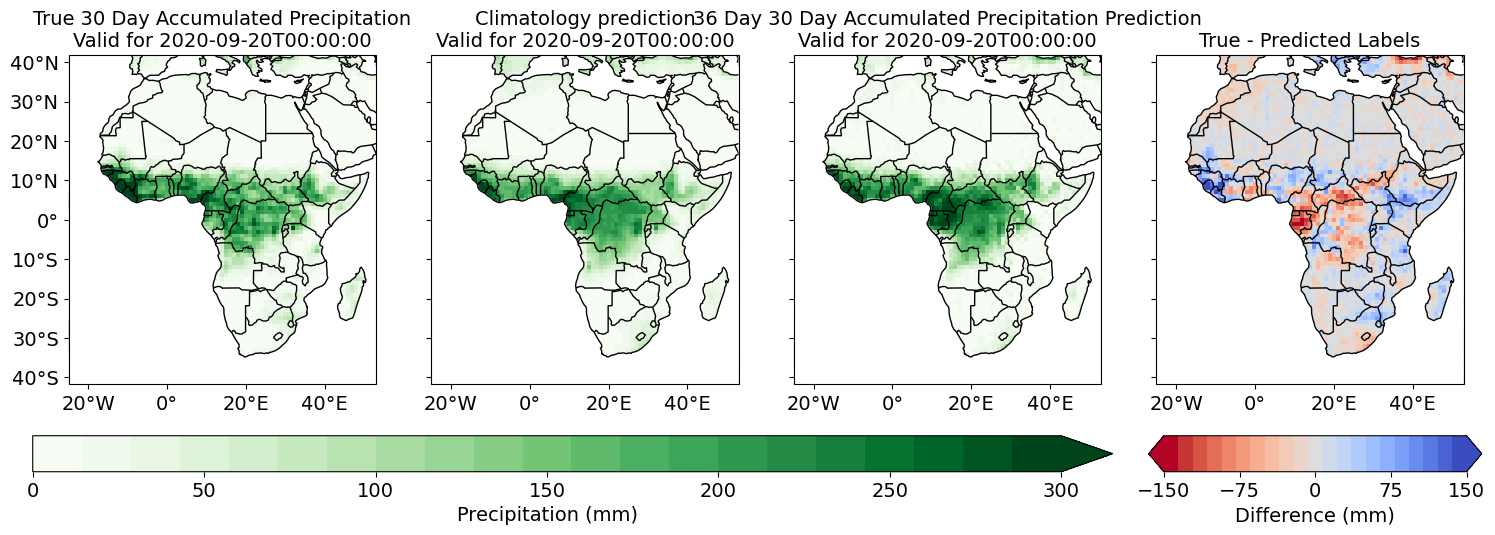 True 30 Day Accumulated Precipitation
Valid for 2020-09-20T00:00:00
Climatology prediction
Valid for 2020-09-20T00:00:00
36 Day 30 Day Accumulated Precipitation Prediction
Valid for 2020-09-20T00:00:00
True - Predicted Labels
40°N
30°N
20°N
10°N
0°
10°S
20°S
30°S
40°S
20°W 0° 20°E 40°E
20°W 0° 20°E 40°E
20°W 0° 20°E 40°E
20°W 0° 20°E 40°E
0 50 100 150 200 250 300
Precipitation (mm)
−150 −75 0 75 150
Difference (mm)